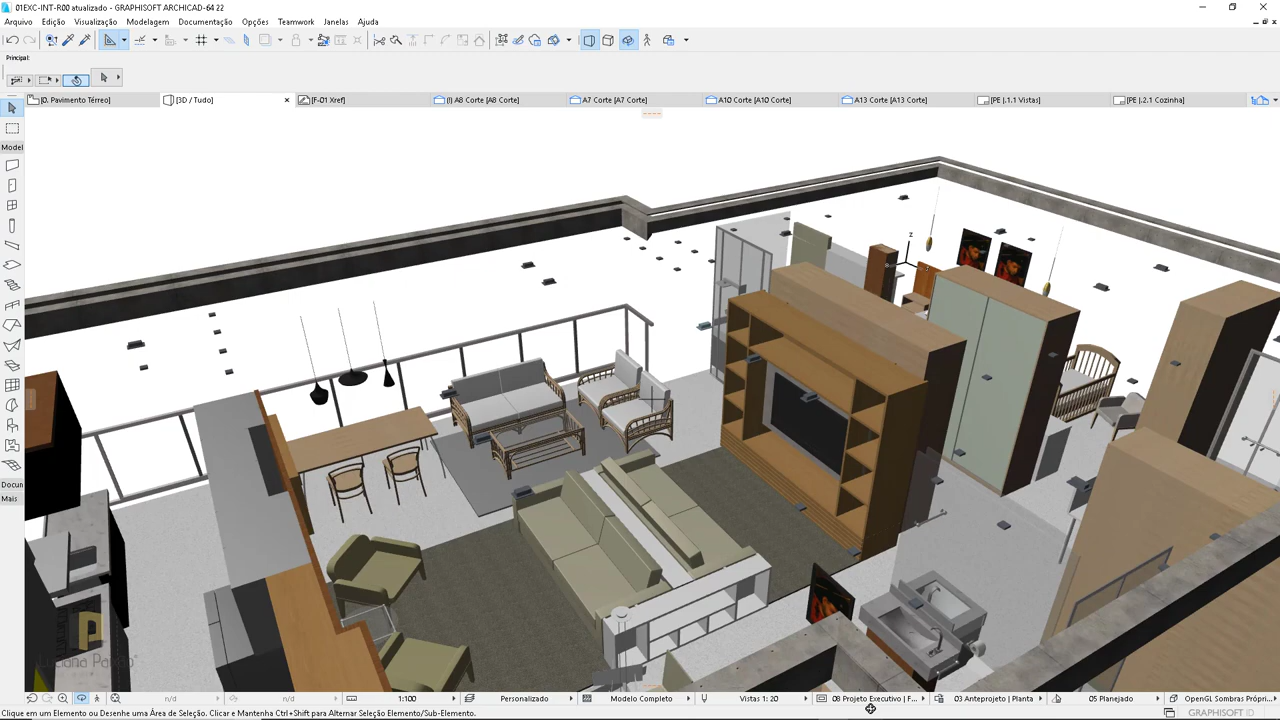 01EXC-INT-R00 atualizado - GRAPHISOFT ARCHICAD-64 22
Arquivo Edição Visualização Modelagem Documentação Opções Teamwork Janelas Ajuda
Principal:
[0. Pavimento Térreo] [3D / Tudo] [F-01 Xref] (!) A8 Corte [A8 Corte] A7 Corte [A7 Corte] A10 Corte [A10 Corte] A13 Corte [A13 Corte] [PE |.1.1 Vistas] [PE |.2.1 Cozinha]
Model
Docun
Mais
z
Luciana Paixão
n/d n/d 1:100 Personalizado Modelo Completo Vistas 1: 20 08 Projeto Executivo | F... 03 Anteprojeto | Planta 05 Planejado OpenGL Sombras Própri...
Clique em um Elemento ou Desenhe uma Área de Seleção. Clicar e Mantenha Ctrl+Shift para Alternar Seleção Elemento/Sub-Elemento.
GRAPHISOFT ID